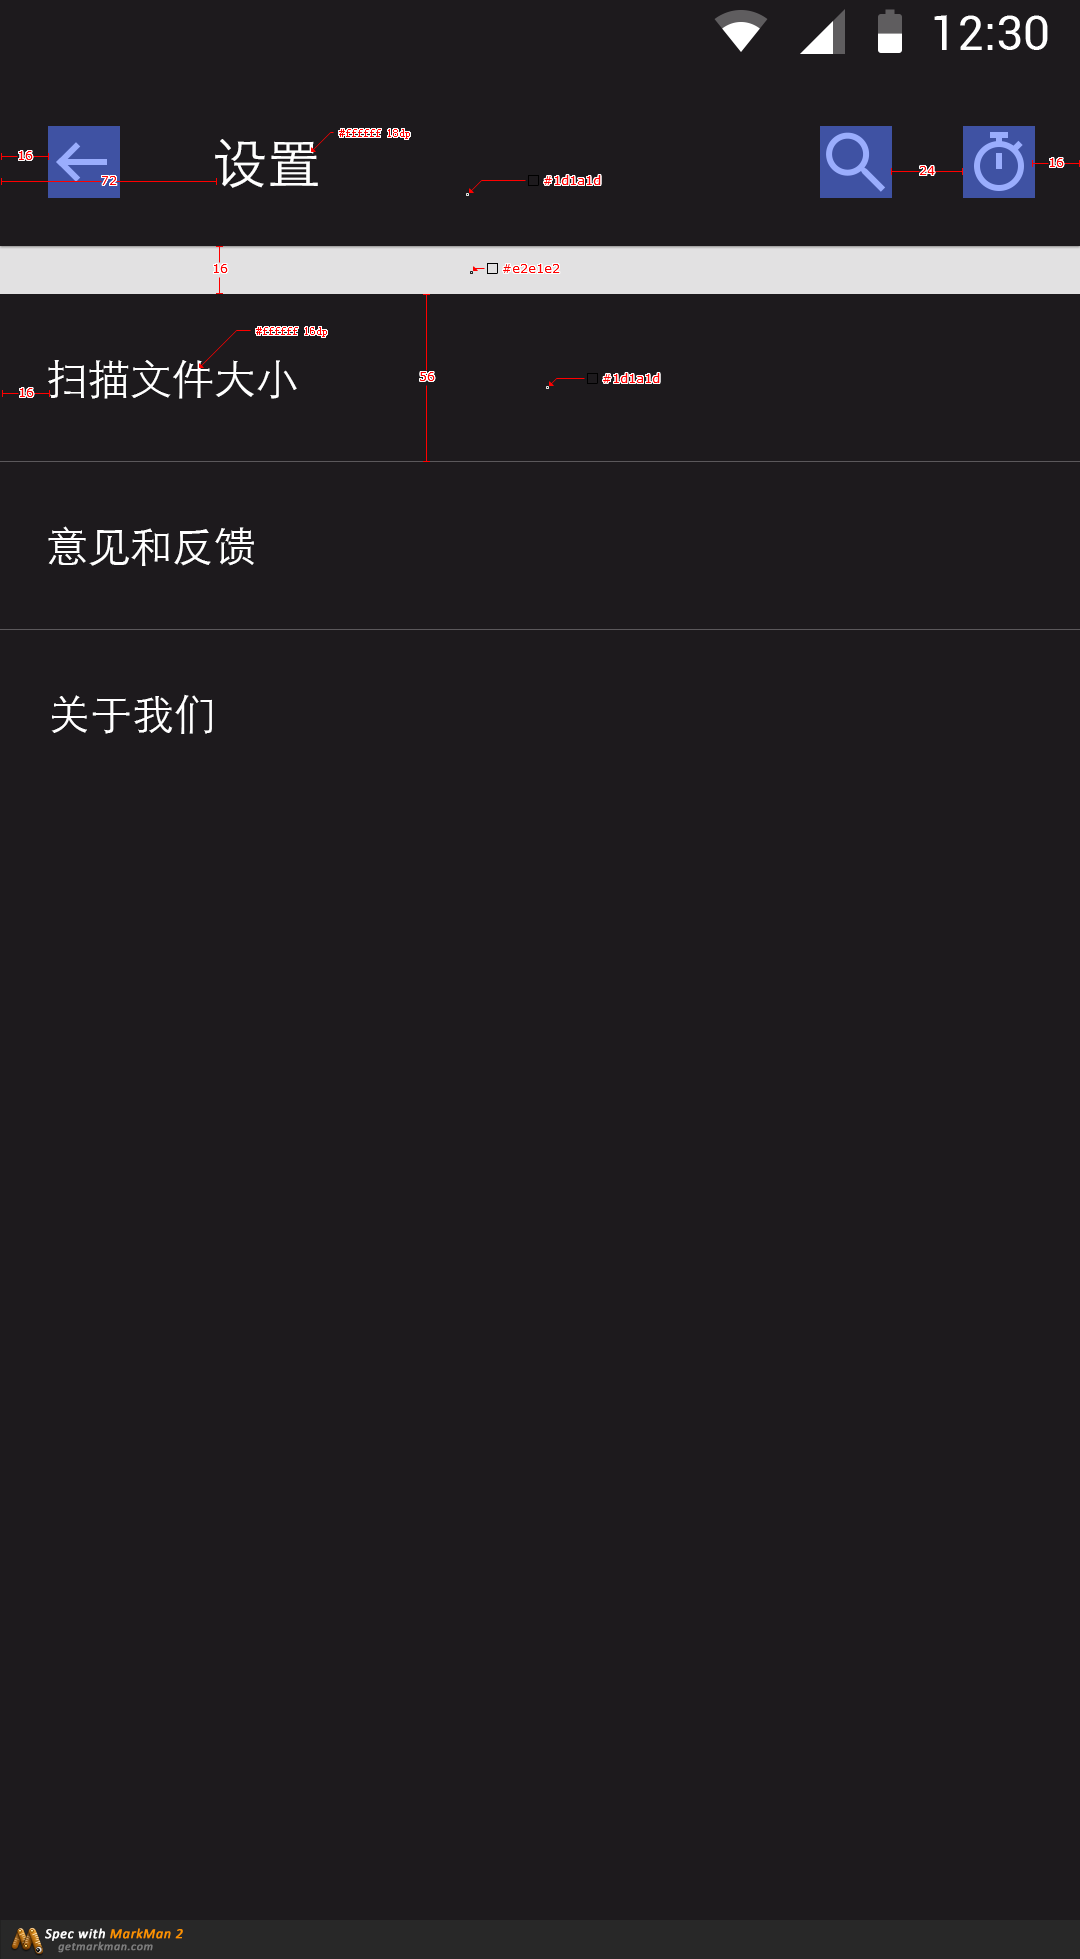 12:30
#ffffff 18dp
16
设置
72
#1d1a1d
24
16
16
#e2e1e2
#ffffff 16dp
扫描文件大小
16
56
#1d1a1d
意见和反馈
关于我们
Spec with MarkMan 2
getmarkman.com